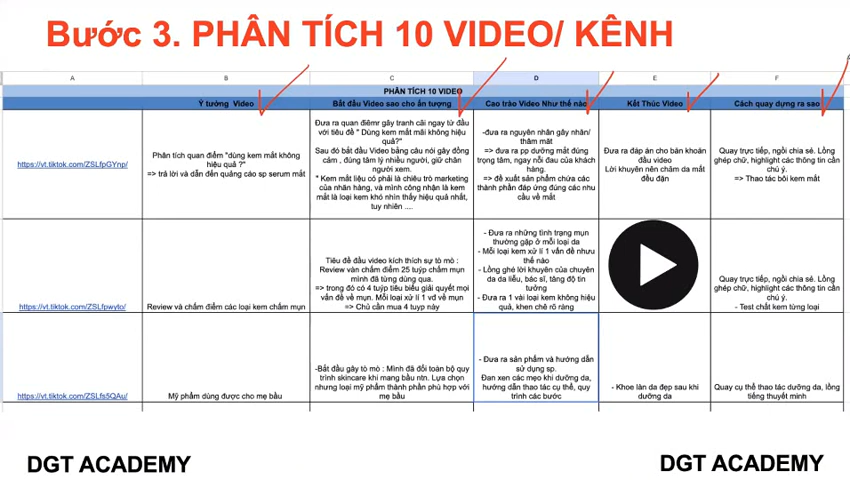 Bước 3. PHÂN TÍCH 10 VIDEO/ KÊNH
A B C D E F
PHÂN TÍCH 10 VIDEO
Ý tưởng Video
Bắt đầu Video sao cho ấn tượng
Cao trào Video Như thế nào
Kết Thúc Video
Cách quay dựng ra sao
https://vt.tiktok.com/ZSLfpGYnp/
Phân tích quan điểm "dùng kem mắt không
hiệu quả ?"
=> trả lời và dẫn đến quảng cáo sp serum mắt
Đưa ra quan điêmr gây tranh cãi ngay từ đầu
với tiêu đề " Dùng kem mắt mãi không hiệu
quả?"
Sau đó bắt đầu Video bằng câu nói gây đồng
cảm , đúng tâm lý nhiều người, giữ chân
người xem.
* Kem mắt liệu có phải là chiêu trò marketing
của nhãn hàng, và mình công nhận là kem
mắt là loại kem khó nhìn thấy hiệu quả nhất,
tuy nhiên ....
-đưa ra nguyên nhân gây nhăn/
thâm mắt
=> đưa ra pp dưỡng mắt đúng
trọng tâm, ngay nỗi đau của khách
hàng.
=> đề xuất sản phẩm chứa các
thành phần đáp ứng đúng các nhu
cầu về mắt
Đưa ra đáp án cho băn khoăn
đầu video
Lời khuyên nên chăm da mắt
đều đặn
Quay trực tiếp, ngồi chia sẻ. Lồng
ghép chữ, highlight các thông tin cần
chú ý.
=> Thao tác bôi kem mắt
https://vt.tiktok.com/ZSLfpwyto/
Review và chấm điểm các loại kem chấm mụn
Tiêu đề đầu video kích thích sự tò mò :
Review vàn chấm điểm 25 tuýp chấm mụn
mình đã từng dùng qua.
=> trong đó có 4 tuýp tiêu biểu giải quyết mọi
vấn đề về mụn. Mỗi loại xử lí 1 vđ về mụn
=> Chủ cần mua 4 tuyp này
- Đưa ra những tình trạng mụn
thường gặp ở mỗi loại da
- Mỗi loại kem xử lí 1 vấn đề nhưu
thế nào
- Lồng ghé lời khuyên của chuyên
da da liễu, bác sĩ, tăng độ tin
tưởng
- Đưa ra 1 vài loại kem không hiệu
quả, khen chê rõ ràng
Quay trực tiếp, ngồi chia sẻ. Lồng
ghép chữ, highlight các thông tin cần
chú ý.
- Test chất kem từng loại
https://vt.tiktok.com/ZSLfs5QAu/
Mỹ phẩm dùng được cho mẹ bầu
-Bắt đầu gây tò mò : Mình đã đổi toàn bộ quy
trình skincare khi mang bầu ntn. Lựa chọn
nhưng loại mỹ phẩm thành phần phù hợp với
mẹ bầu
- Đưa ra sản phẩm và hướng dẫn
sử dụng sp.
Đan xen các mẹo khi dưỡng da,
hướng dẫn thao tác cụ thể, quy
trình các bước
- Khoe làn da đẹp sau khi
dưỡng da
Quay cụ thể thao tác dưỡng da, lồng
tiếng thuyết minh
DGT ACADEMY
DGT ACADEMY